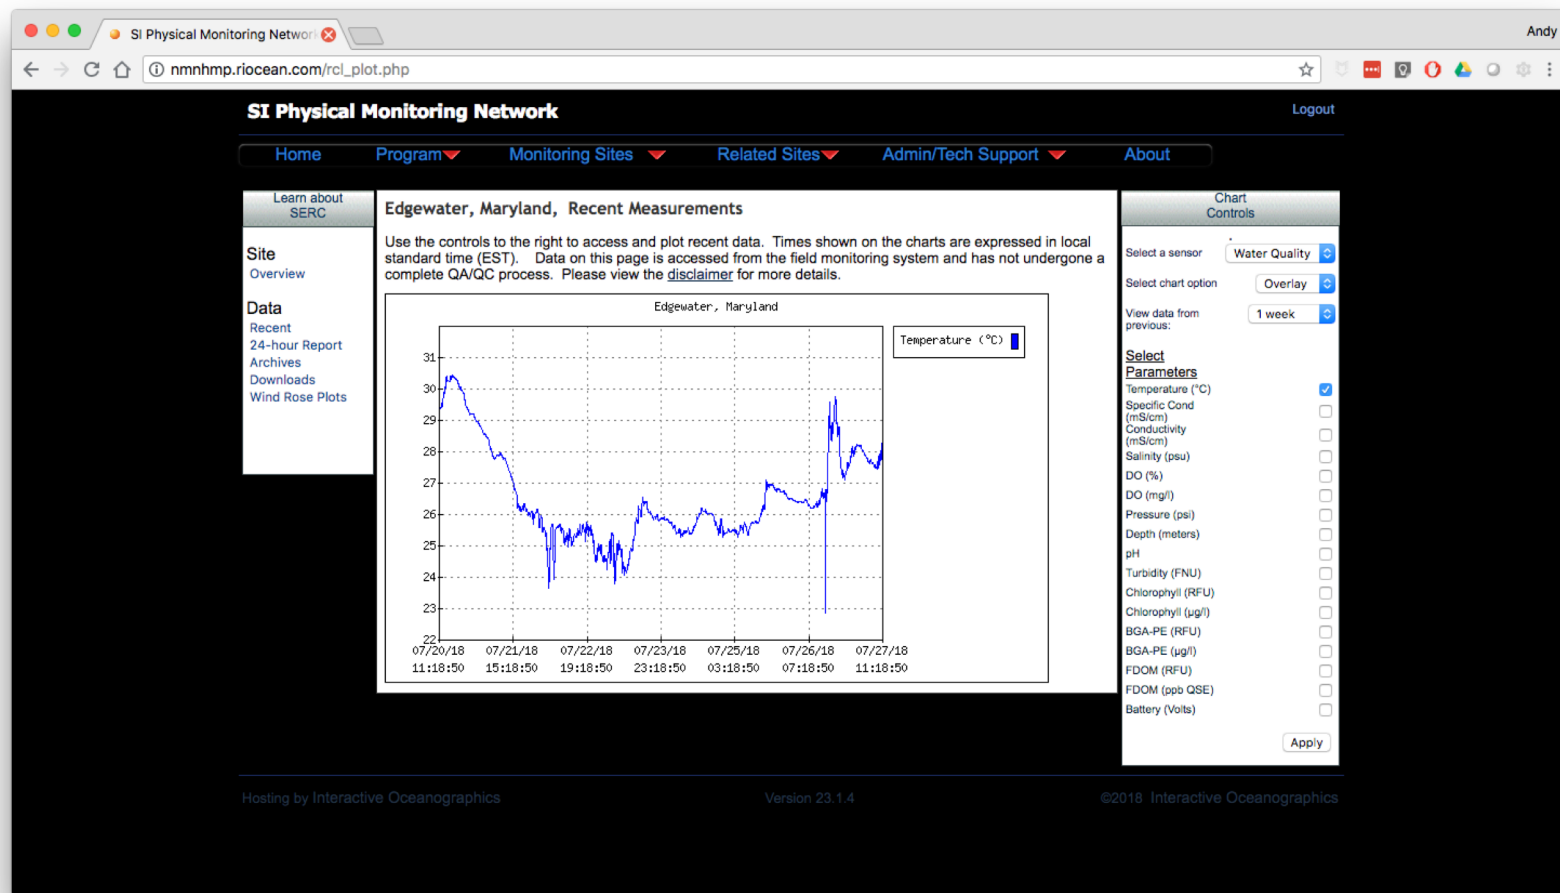 SI Physical Monitoring Network
Andy
nmnhmp.riocean.com/rcl_plot.php
SI Physical Monitoring Network
Logout
Home Program Monitoring Sites Related Sites Admin/Tech Support About
Learn about
SERC
Site
Overview
Data
Recent
24-hour Report
Archives
Downloads
Wind Rose Plots
Edgewater, Maryland, Recent Measurements
Use the controls to the right to access and plot recent data. Times shown on the charts are expressed in local
standard time (EST). Data on this page is accessed from the field monitoring system and has not undergone a
complete QA/QC process. Please view the disclaimer for more details.
Edgewater, Maryland
Temperature (°C)
31
30
29
28
27
26
25
24
23
22
07/20/18 07/21/18 07/22/18 07/23/18 07/25/18 07/26/18 07/27/18
11:18:50 15:18:50 19:18:50 23:18:50 03:18:50 07:18:50 11:18:50
Chart
Controls
Select a sensor Water Quality
Select chart option Overlay
View data from
previous: 1 week
Select
Parameters
Temperature (°C)
Specific Cond
(mS/cm)
Conductivity
(mS/cm)
Salinity (psu)
DO (%)
DO (mg/l)
Pressure (psi)
Depth (meters)
pH
Turbidity (FNU)
Chlorophyll (RFU)
Chlorophyll (µg/l)
BGA-PE (RFU)
BGA-PE (µg/l)
FDOM (RFU)
FDOM (ppb QSE)
Battery (Volts)
Apply
Hosting by Interactive Oceanographics Version 23.1.4 ©2018 Interactive Oceanographics